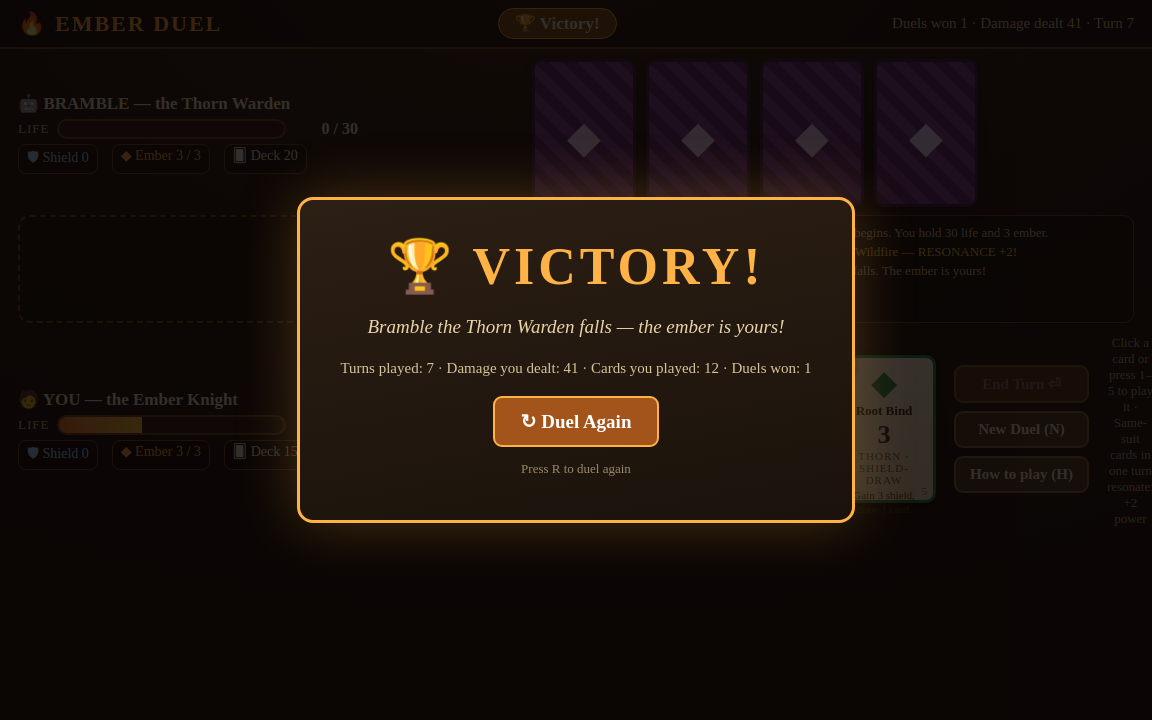 🔥 EMBER DUEL
🏆 Victory!
Duels won 1 · Damage dealt 41 · Turn 7
🤖 BRAMBLE — the Thorn Warden
LIFE
0 / 30
Shield 0
Ember 3 / 3
Deck 20
begins. You hold 30 life and 3 ember.
Wildfire — RESONANCE +2!
falls. The ember is yours!
🏆 VICTORY!
Bramble the Thorn Warden falls — the ember is yours!
Turns played: 7 · Damage you dealt: 41 · Cards you played: 12 · Duels won: 1
↻ Duel Again
Press R to duel again
🧑 YOU — the Ember Knight
LIFE
Shield 0
Ember 3 / 3
Deck 15
Root Bind
3
THORN ·
SHIELD-
DRAW
Gain 3 shield.
5
End Turn ⏎
New Duel (N)
How to play (H)
Click a
card or
press 1–
5 to play
it ·
Same-
suit
cards in
one turn
resonate
+2
power